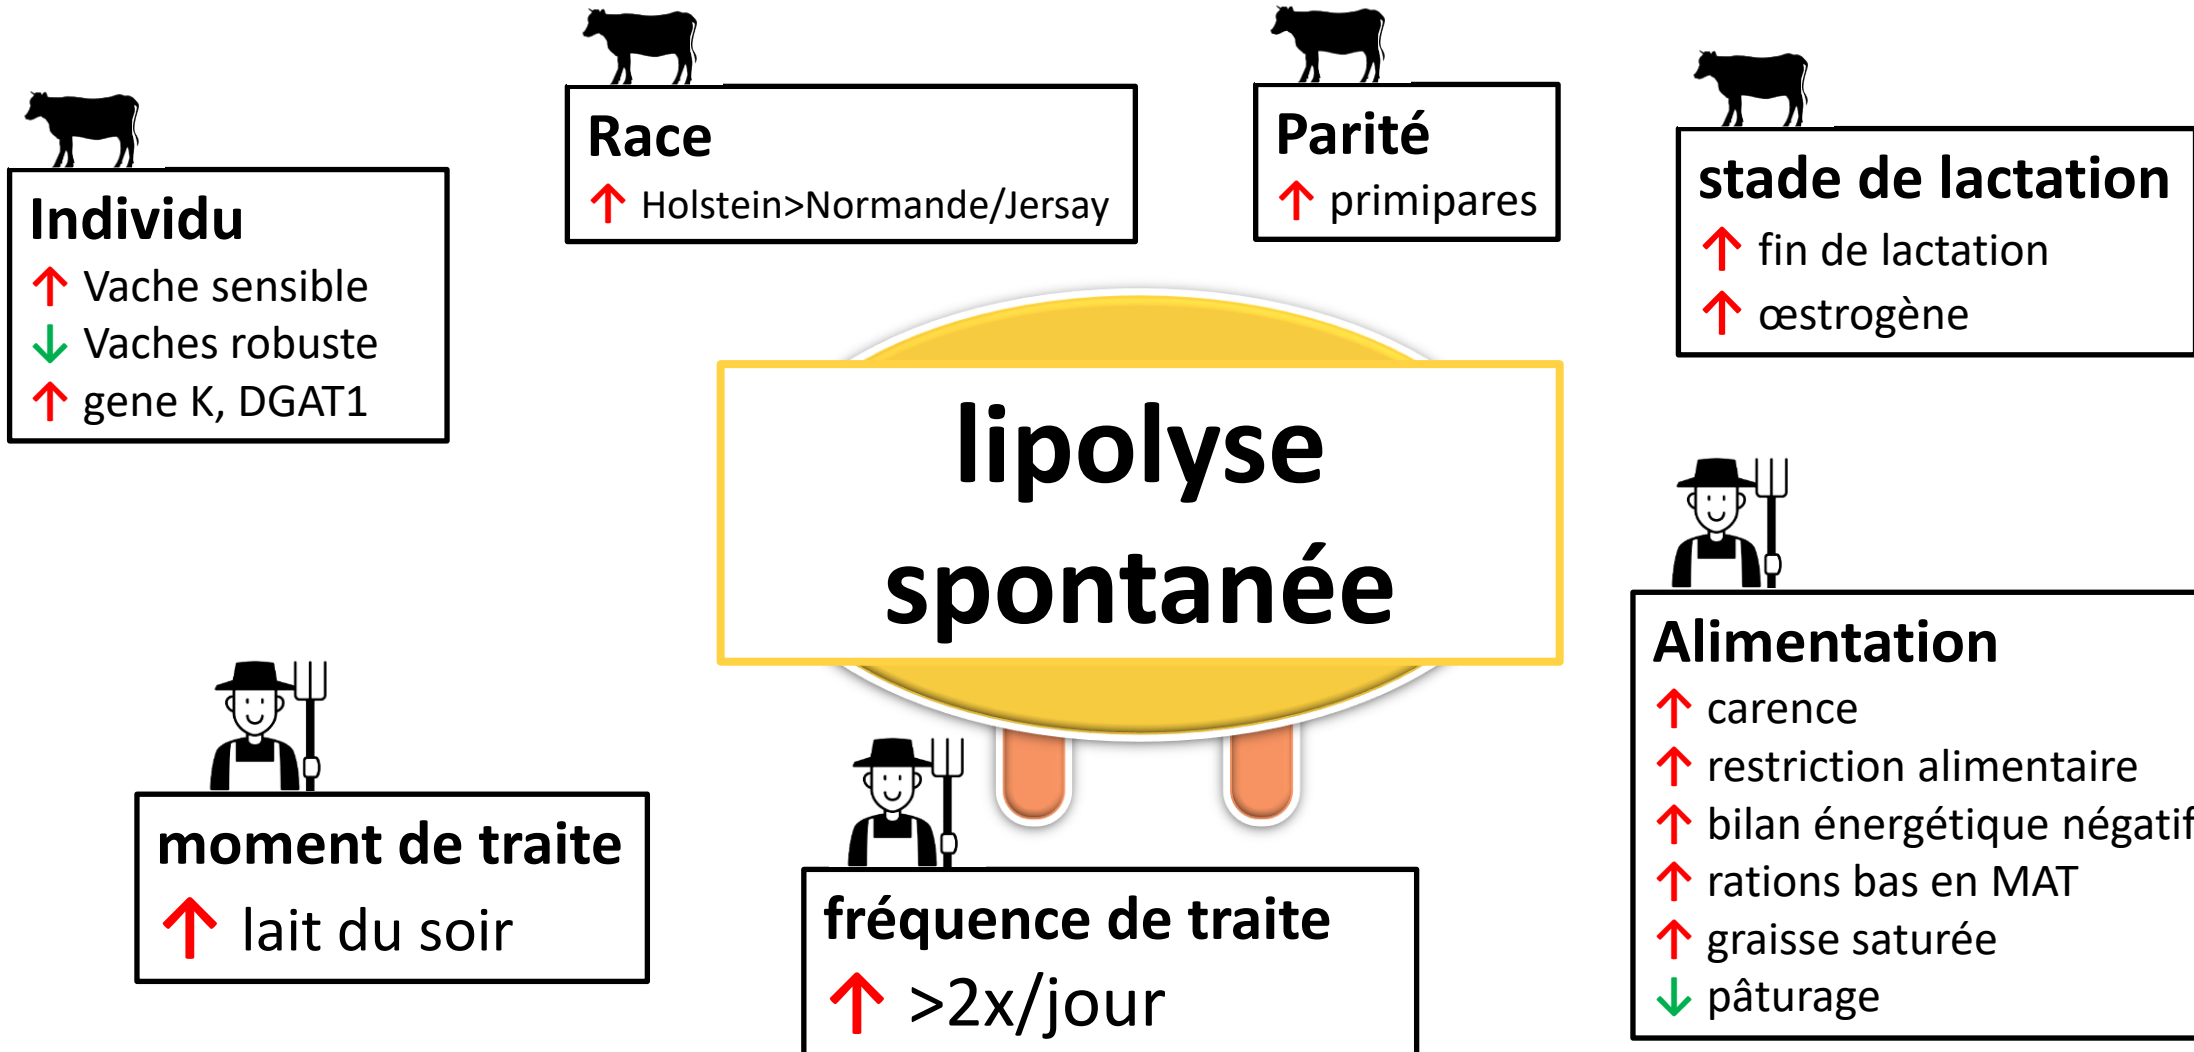 Individu
↑ Vache sensible
↓ Vaches robuste
↑ gene K, DGAT1
Race
↑ Holstein>Normande/Jersay
Parité
↑ primipares
stade de lactation
↑ fin de lactation
↑ œstrogène
lipolyse
spontanée
moment de traite
↑ lait du soir
fréquence de traite
↑ >2x/jour
Alimentation
↑ carence
↑ restriction alimentaire
↑ bilan énergétique négatif
↑ rations bas en MAT
↑ graisse saturée
↓ pâturage